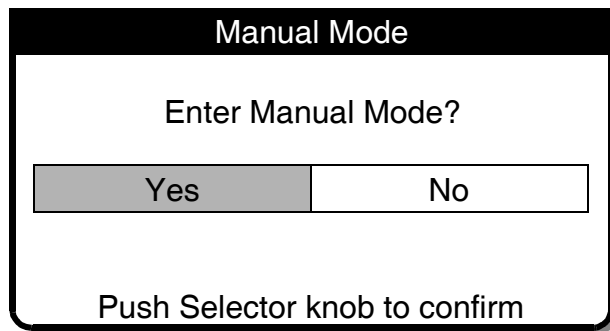 Manual Mode
Enter Manual Mode?
Yes No
Push Selector knob to confirm